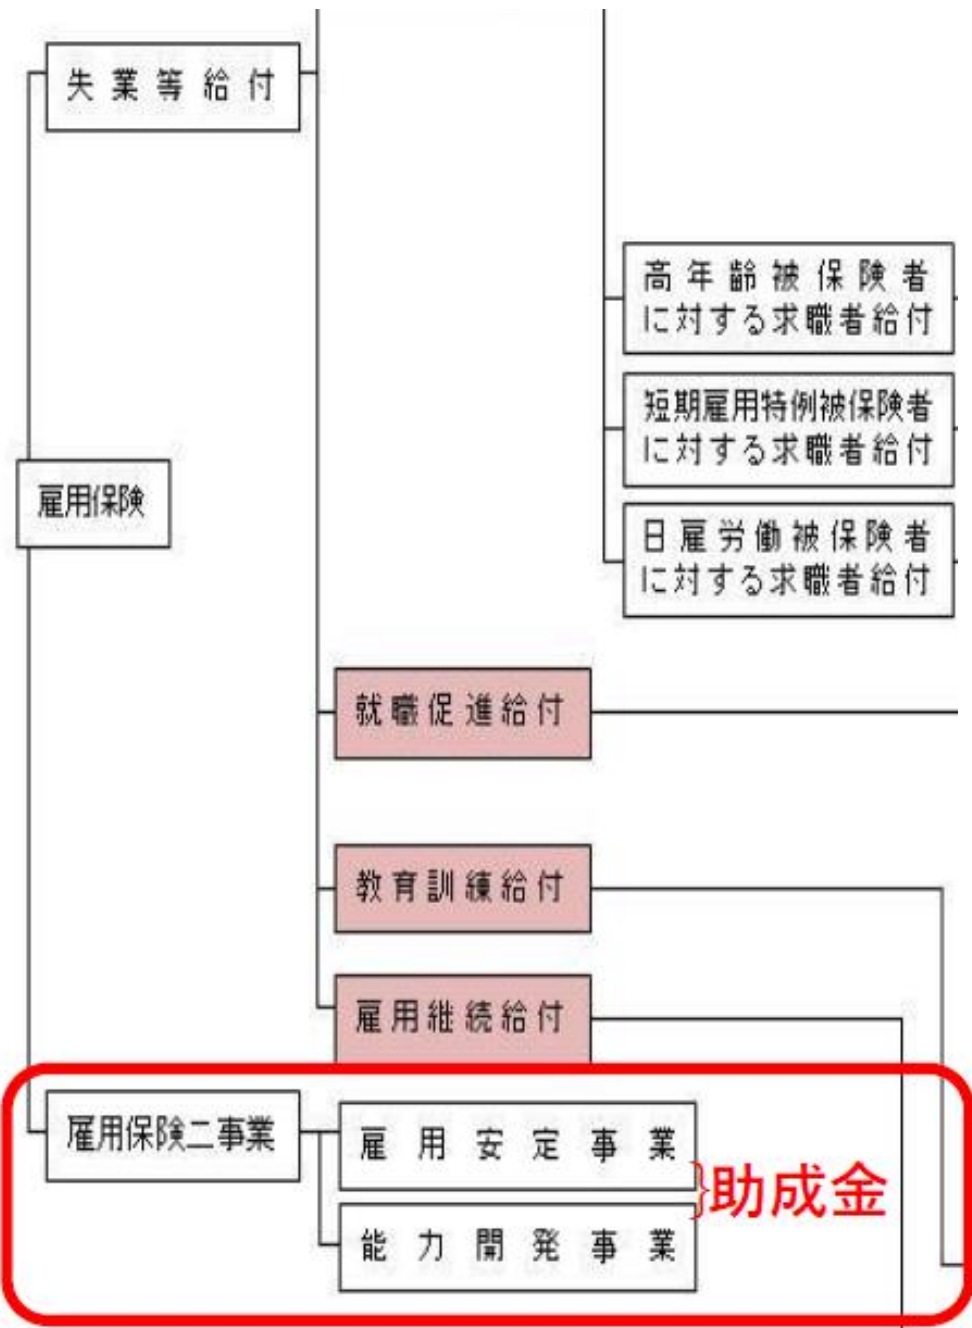 失業等給付
高年齢被保険者
に対する求職者給付
短期雇用特例被保険者
に対する求職者給付
雇用保険
日雇労働被保険者
に対する求職者給付
就職促進給付
教育訓練給付
雇用継続給付
雇用保険二事業
雇用安定事業
}助成金
能力開発事業